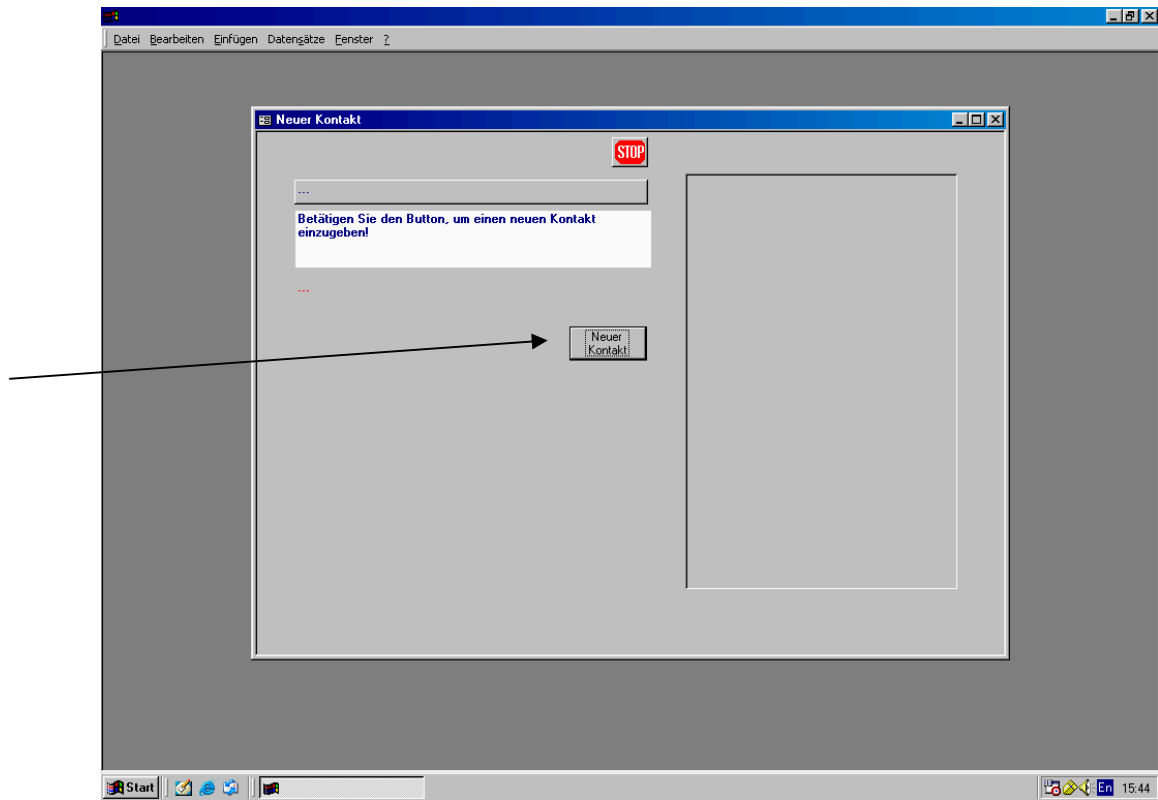 Datei Bearbeiten Einfügen Datensätze Fenster ?
Neuer Kontakt
STOP
---
Betätigen Sie den Button, um einen neuen Kontakt
einzugeben!
---
Neuer
Kontakt
Start
En 15:44